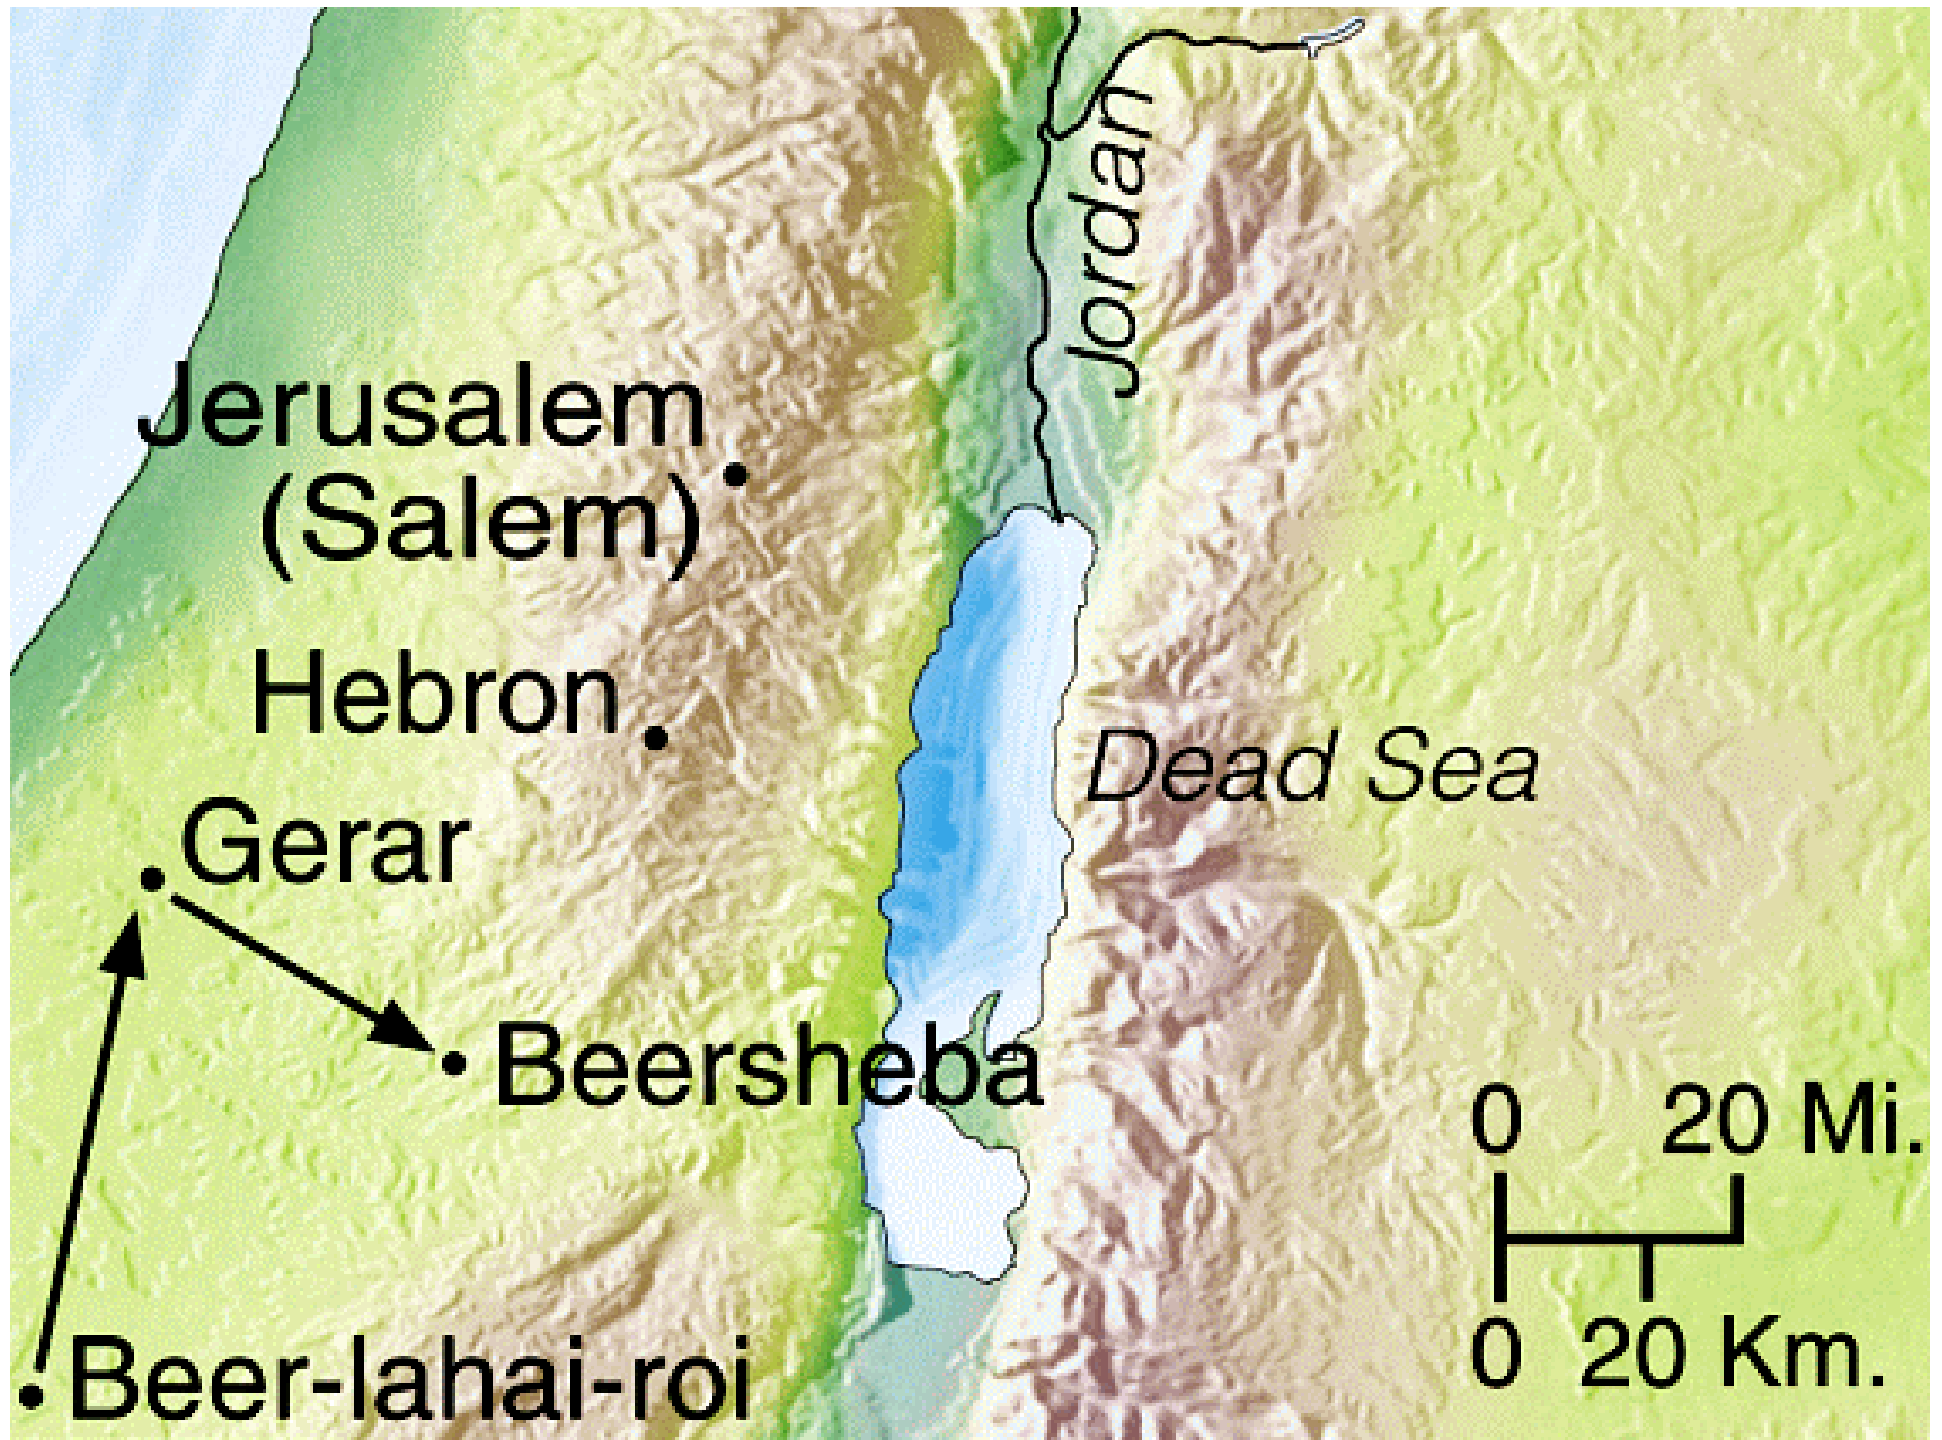 Jordan
Jerusalem
(Salem)
Hebron
Dead Sea
Gerar
Beersheba
0 20 Mi.
0 20 Km.
Beer-lahai-roi